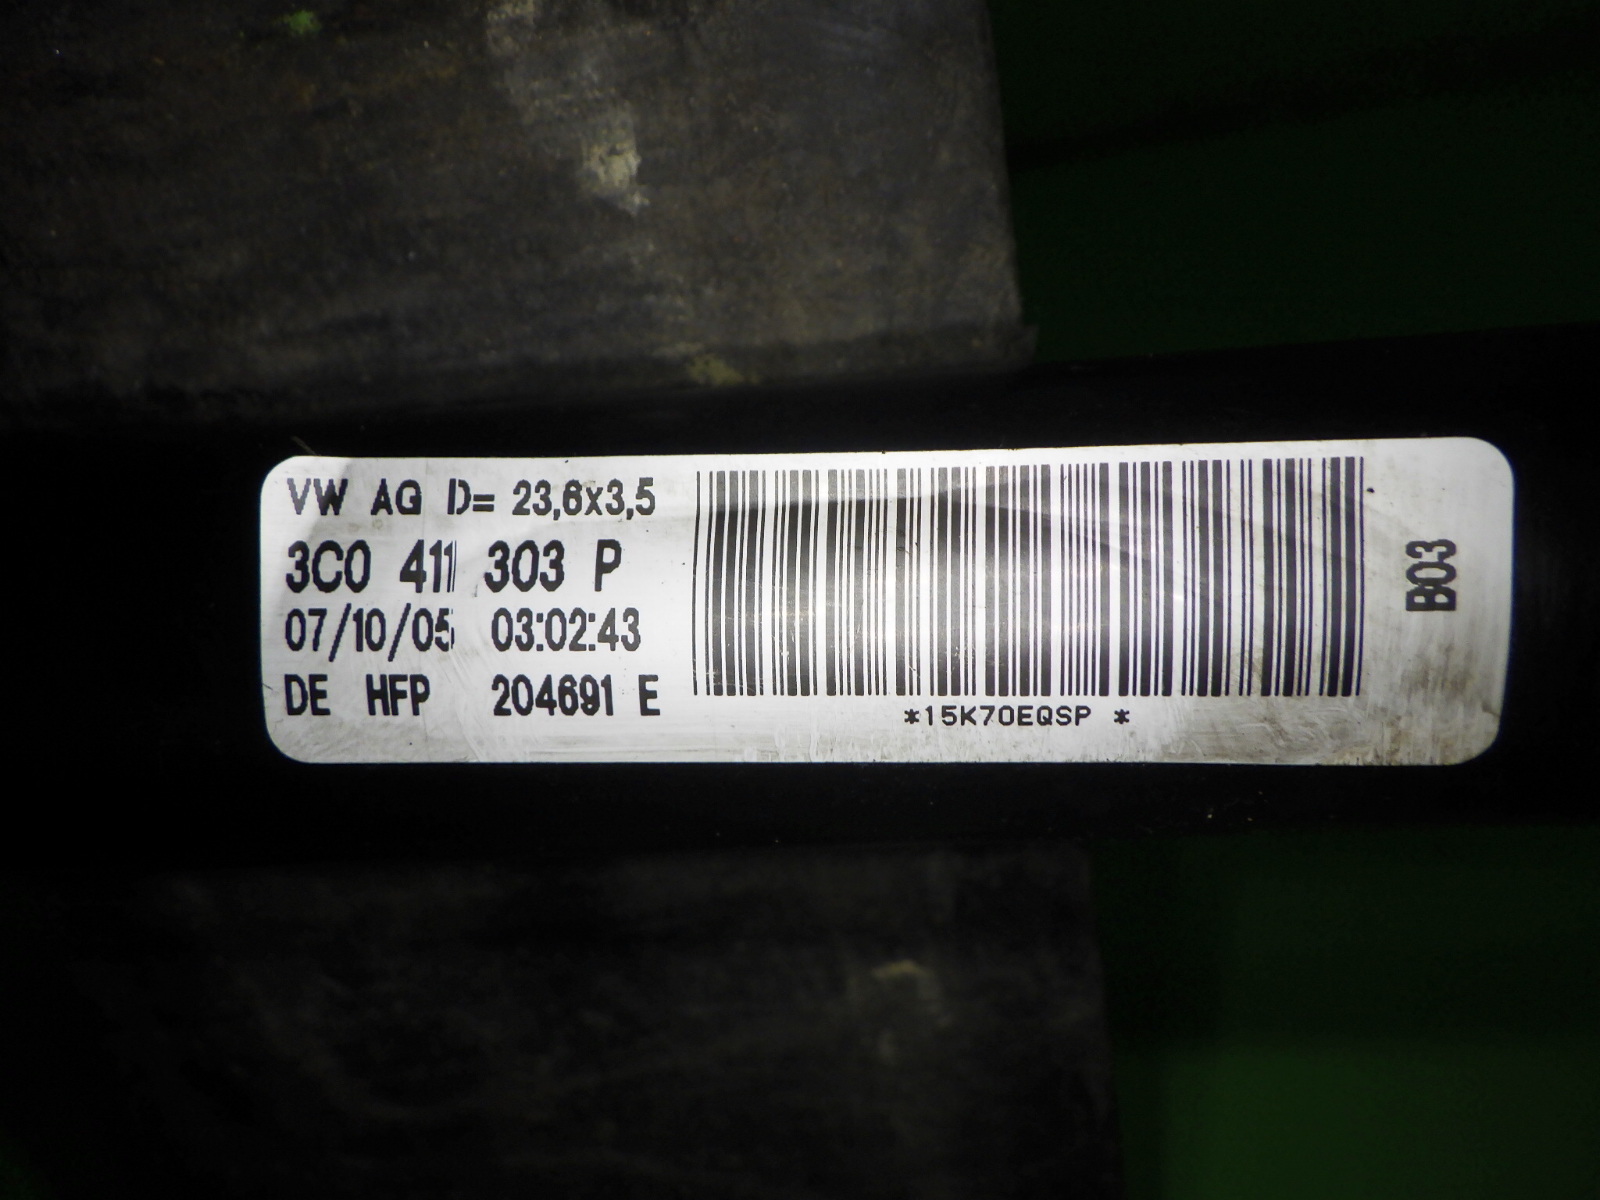 VW AG D= 23,6x3,5
3C0 411 303 P
07/10/05 03:02:43
DE HFP 204691 E
*15K70EQSP *
B03